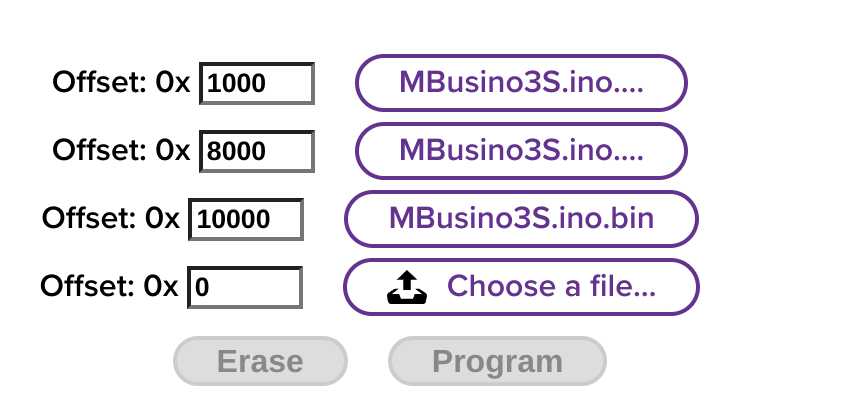 Offset: 0x 1000 MBusino3S.ino....
Offset: 0x 8000 MBusino3S.ino....
Offset: 0x 10000 MBusino3S.ino.bin
Offset: 0x 0 Choose a file...
Erase Program